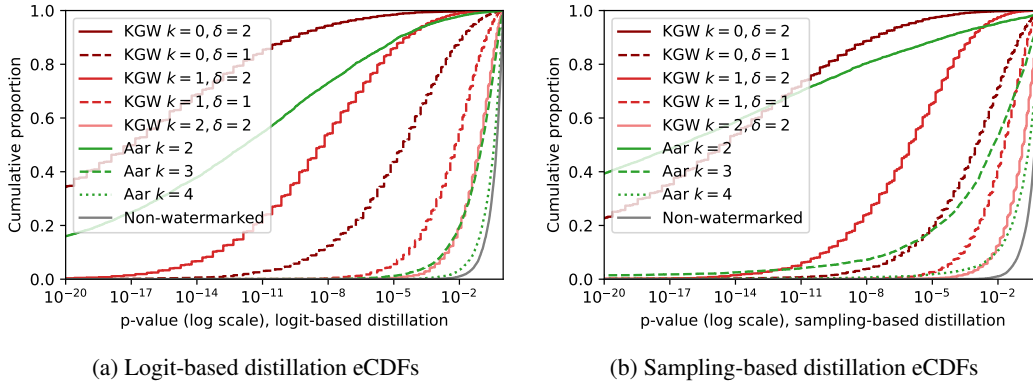 Cumulative proportion
1.0
0.8
0.6
0.4
0.2
0.0
KGW k = 0, δ = 2
KGW k = 0, δ = 1
KGW k = 1, δ = 2
KGW k = 1, δ = 1
KGW k = 2, δ = 2
Aar k = 2
Aar k = 3
Aar k = 4
Non-watermarked
10⁻²⁰ 10⁻¹⁷ 10⁻¹⁴ 10⁻¹¹ 10⁻⁸ 10⁻⁵ 10⁻²
p-value (log scale), logit-based distillation
(a) Logit-based distillation eCDFs
Cumulative proportion
1.0
0.8
0.6
0.4
0.2
0.0
KGW k = 0, δ = 2
KGW k = 0, δ = 1
KGW k = 1, δ = 2
KGW k = 1, δ = 1
KGW k = 2, δ = 2
Aar k = 2
Aar k = 3
Aar k = 4
Non-watermarked
10⁻²⁰ 10⁻¹⁷ 10⁻¹⁴ 10⁻¹¹ 10⁻⁸ 10⁻⁵ 10⁻²
p-value (log scale), sampling-based distillation
(b) Sampling-based distillation eCDFs